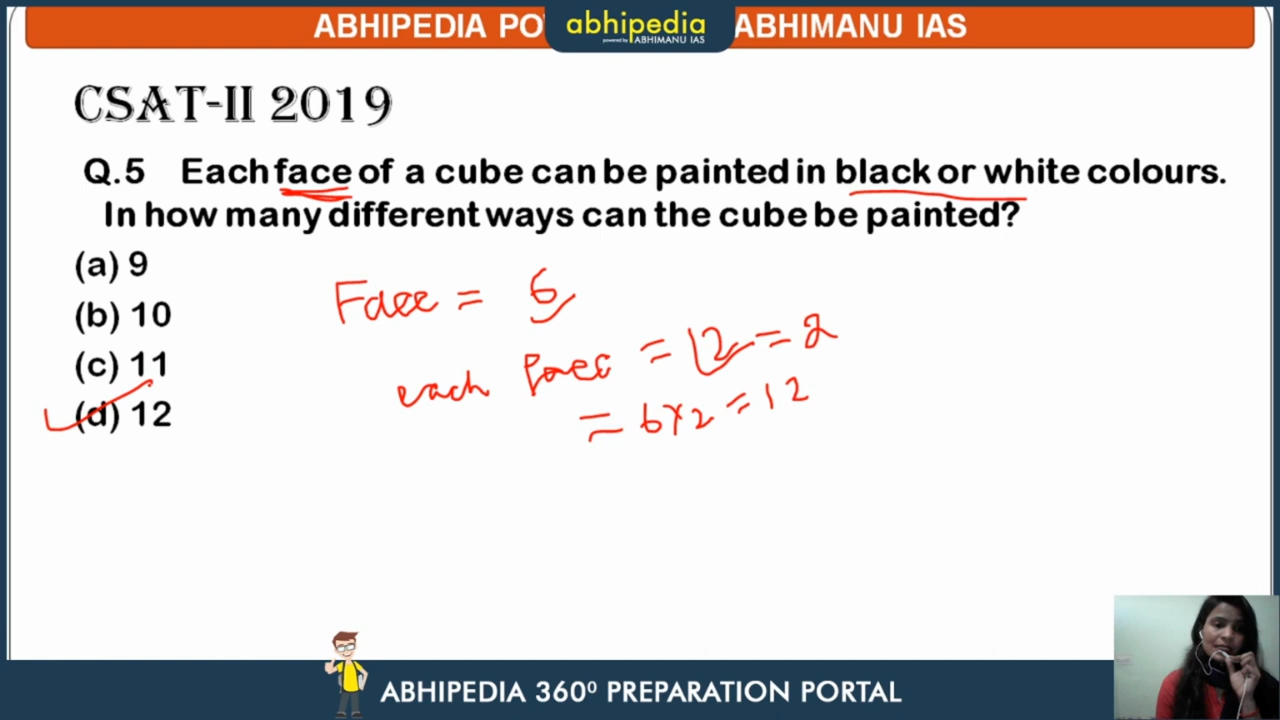 ABHIPEDIA PO
abhipedia
powered by ABHIMANU IAS
ABHIMANU IAS
CSAT-II 2019
Q.5 Each face of a cube can be painted in black or white colours.
In how many different ways can the cube be painted?
(a) 9
(b) 10
(c) 11
(d) 12
Face = 6
each face = 12 = 2
= 6×2 = 12
ABHIPEDIA 360⁰ PREPARATION PORTAL